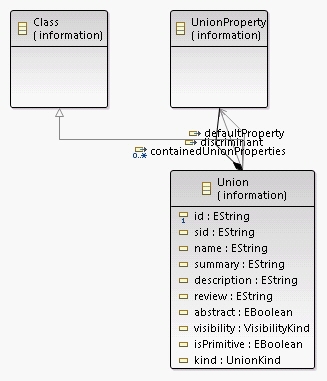 Class
(information)
UnionProperty
(information)
defaultProperty
discriminant
0..*
containedUnionProperties
Union
(information)
id : EString
sid : EString
name : EString
summary : EString
description : EString
review : EString
abstract : EBoolean
visibility : VisibilityKind
isPrimitive : EBoolean
kind : UnionKind